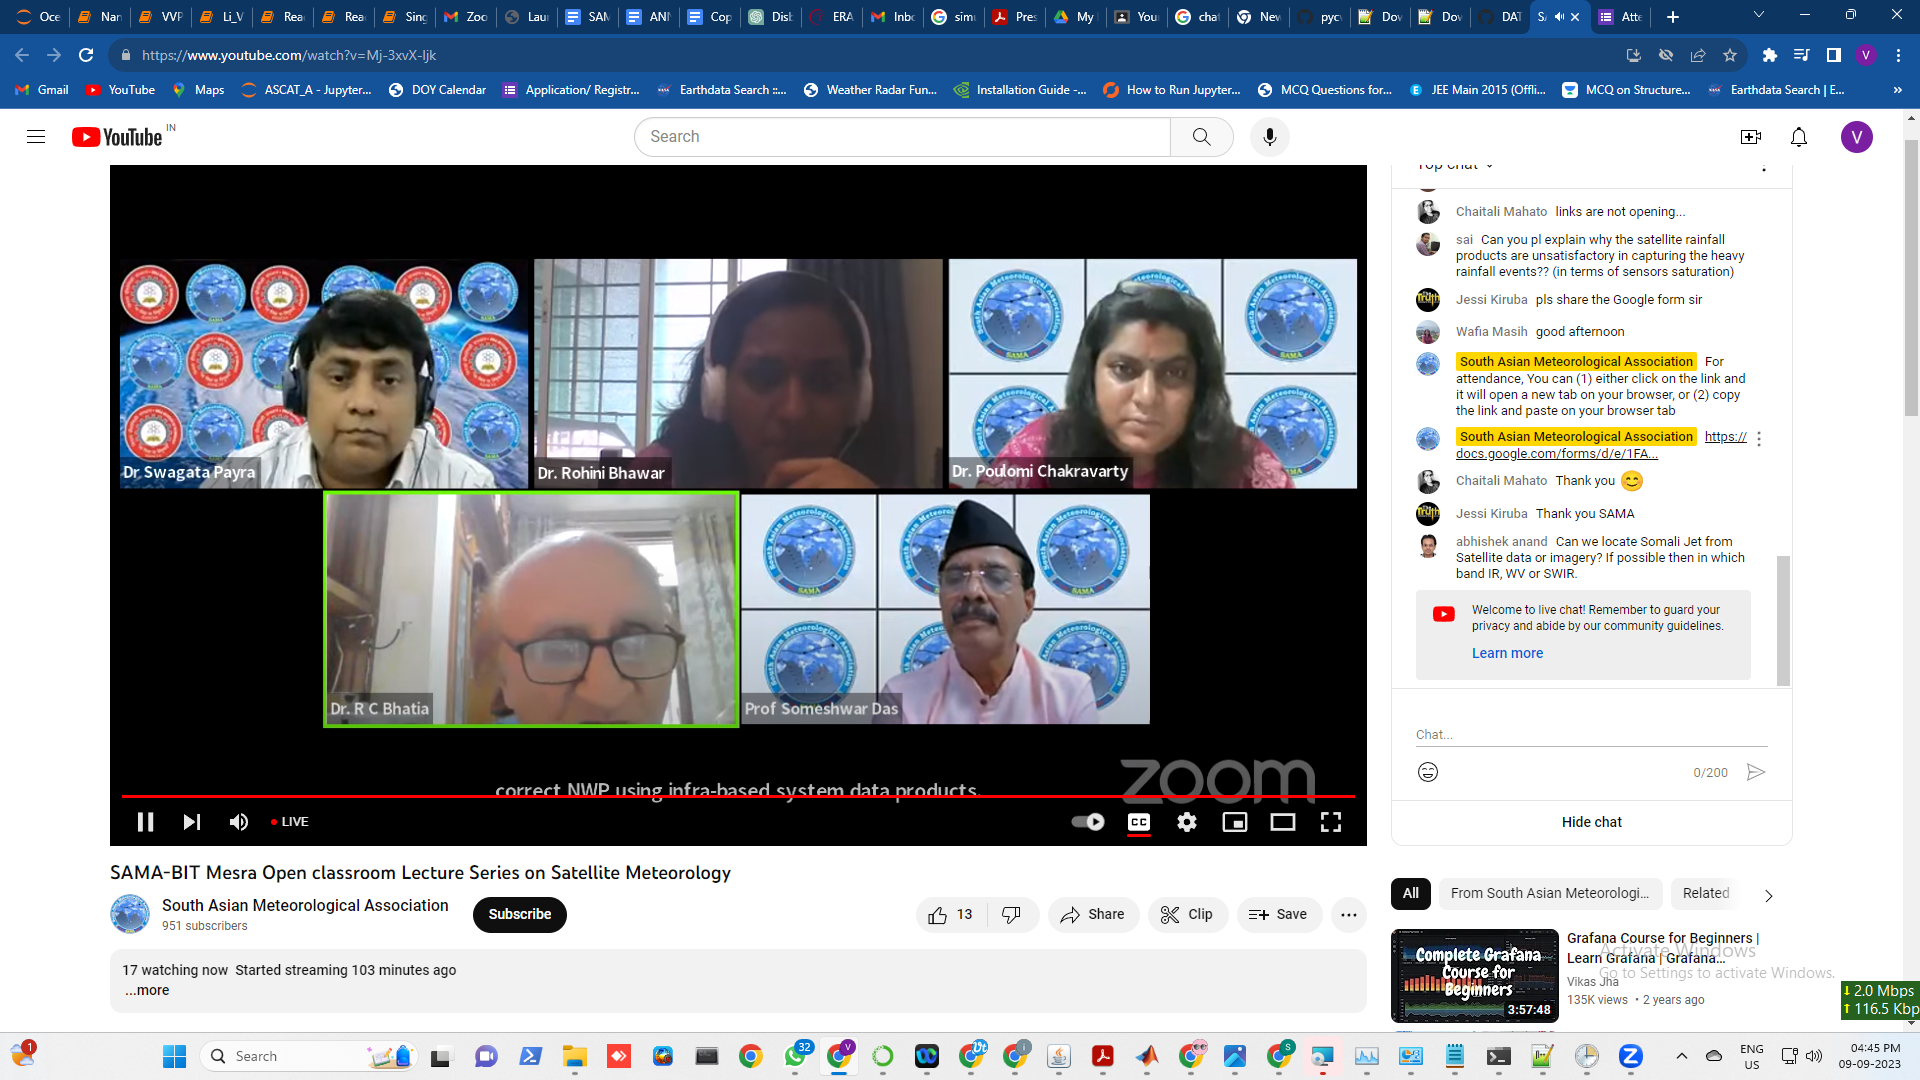 Oce
Nan
VVP
Li_V
Rea
Rea
Sing
Zoo
Lau
SAM
ANN
Cop
Dist
ERA
Inbo
simu
Pres
My
You
chat
New
pycw
Dov
Dov
DAT
SA
Atte
https://www.youtube.com/watch?v=Mj-3xvX-Ijk
Gmail
YouTube
Maps
ASCAT_A - Jupyter...
DOY Calendar
Application/ Registr...
Earthdata Search ::...
Weather Radar Fun...
Installation Guide -...
How to Run Jupyter...
MCQ Questions for...
JEE Main 2015 (Offli...
MCQ on Structure...
Earthdata Search | E...
YouTube IN
Search
V
Top chat
Chaitali Mahato links are not opening...
sai Can you pl explain why the satellite rainfall
products are unsatisfactory in capturing the heavy
rainfall events?? (in terms of sensors saturation)
Jessi Kiruba pls share the Google form sir
Wafia Masih good afternoon
South Asian Meteorological Association For
attendance, You can (1) either click on the link and
it will open a new tab on your browser, or (2) copy
the link and paste on your browser tab
South Asian Meteorological Association https://
docs.google.com/forms/d/e/1FA...
Chaitali Mahato Thank you 😊
Jessi Kiruba Thank you SAMA
abhishek anand Can we locate Somali Jet from
Satellite data or imagery? If possible then in which
band IR, WV or SWIR.
Welcome to live chat! Remember to guard your
privacy and abide by our community guidelines.
Learn more
Chat...
0/200
Hide chat
Dr Swagata Payra
Dr. Rohini Bhawar
Dr. Poulomi Chakravarty
Dr. R C Bhatia
Prof Someshwar Das
SAMA
correct NWP using infra-based system data products.
zoom
LIVE
CC
SAMA-BIT Mesra Open classroom Lecture Series on Satellite Meteorology
South Asian Meteorological Association
951 subscribers
Subscribe
13
Share
Clip
Save
17 watching now Started streaming 103 minutes ago
...more
All
From South Asian Meteorologi...
Related
Complete Grafana
Course for
Beginners
3:57:48
Grafana Course for Beginners |
Learn Grafana | Grafana...
Vikas Jha
135K views • 2 years ago
Activate Windows
Go to Settings to activate Windows.
2.0 Mbps
116.5 Kbp
1
Search
32
V
ENG
US
04:45 PM
09-09-2023